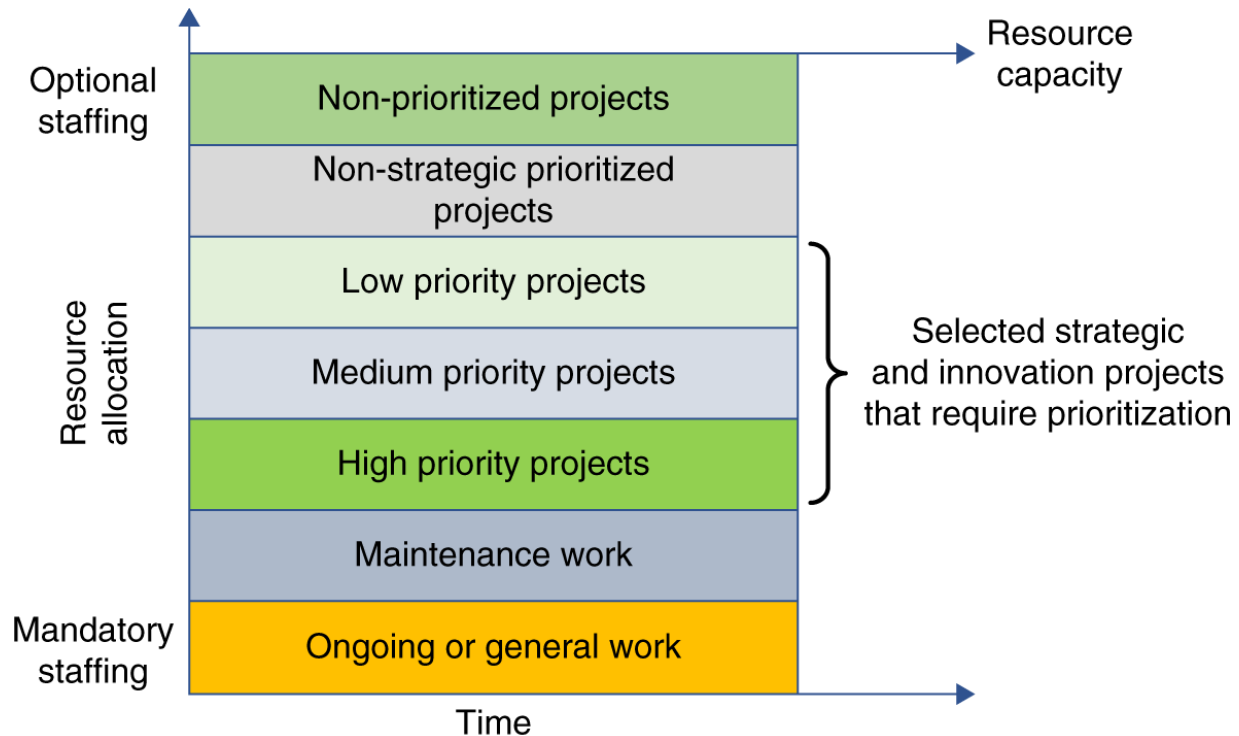 Resource
capacity
Optional
staffing
Non-prioritized projects
Non-strategic prioritized
projects
Low priority projects
Resource
allocation
Medium priority projects
Selected strategic
and innovation projects
that require prioritization
High priority projects
Maintenance work
Mandatory
staffing
Ongoing or general work
Time